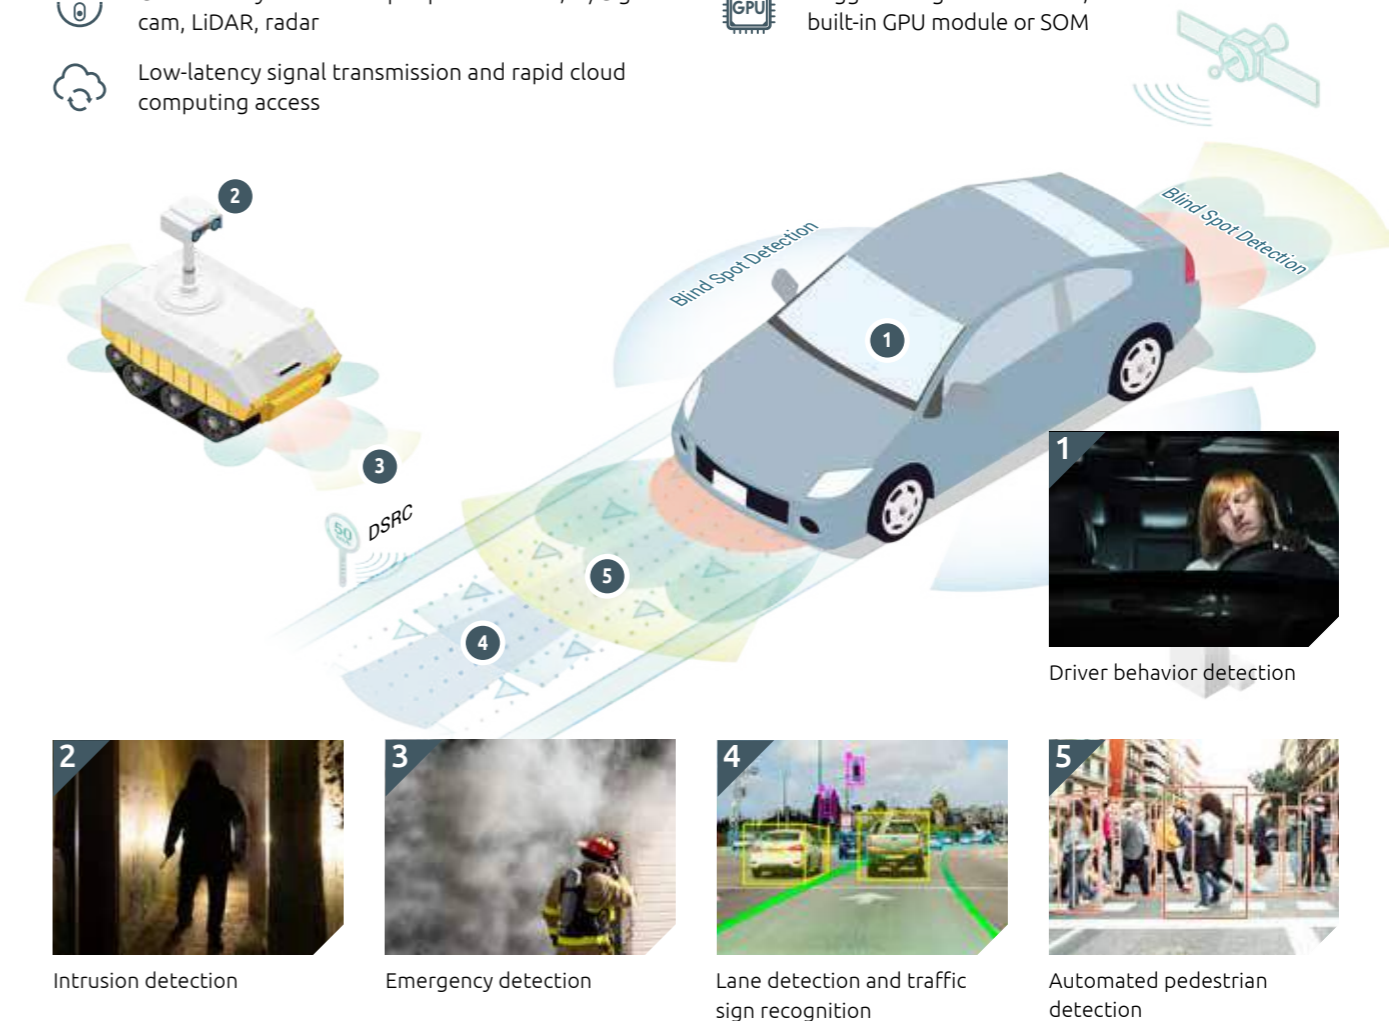 cam, LiDAR, radar
GPU
built-in GPU module or SOM
Low-latency signal transmission and rapid cloud
computing access
2
Blind Spot Detection
Blind Spot Detection
1
3
50
DSRC
5
4
1
Driver behavior detection
2
3
4
5
Intrusion detection
Emergency detection
Lane detection and traffic
sign recognition
Automated pedestrian
detection